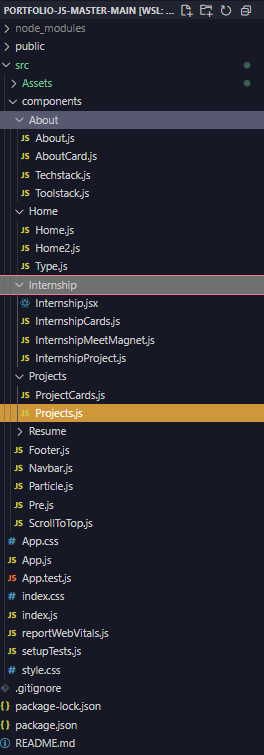 PORTFOLIO-JS-MASTER-MAIN [WSL: ...
node_modules
public
src
Assets
components
About
JS About.js
JS AboutCard.js
JS Techstack.js
JS Toolstack.js
Home
JS Home.js
JS Home2.js
JS Type.js
Internship
Internship.jsx
JS InternshipCards.js
JS InternshipMeetMagnet.js
JS InternshipProject.js
Projects
JS ProjectCards.js
JS Projects.js
Resume
JS Footer.js
JS Navbar.js
JS Particle.js
JS Pre.js
JS ScrollToTop.js
# App.css
JS App.js
JS App.test.js
# index.css
JS index.js
JS reportWebVitals.js
JS setupTests.js
# style.css
.gitignore
{} package-lock.json
{} package.json
README.md